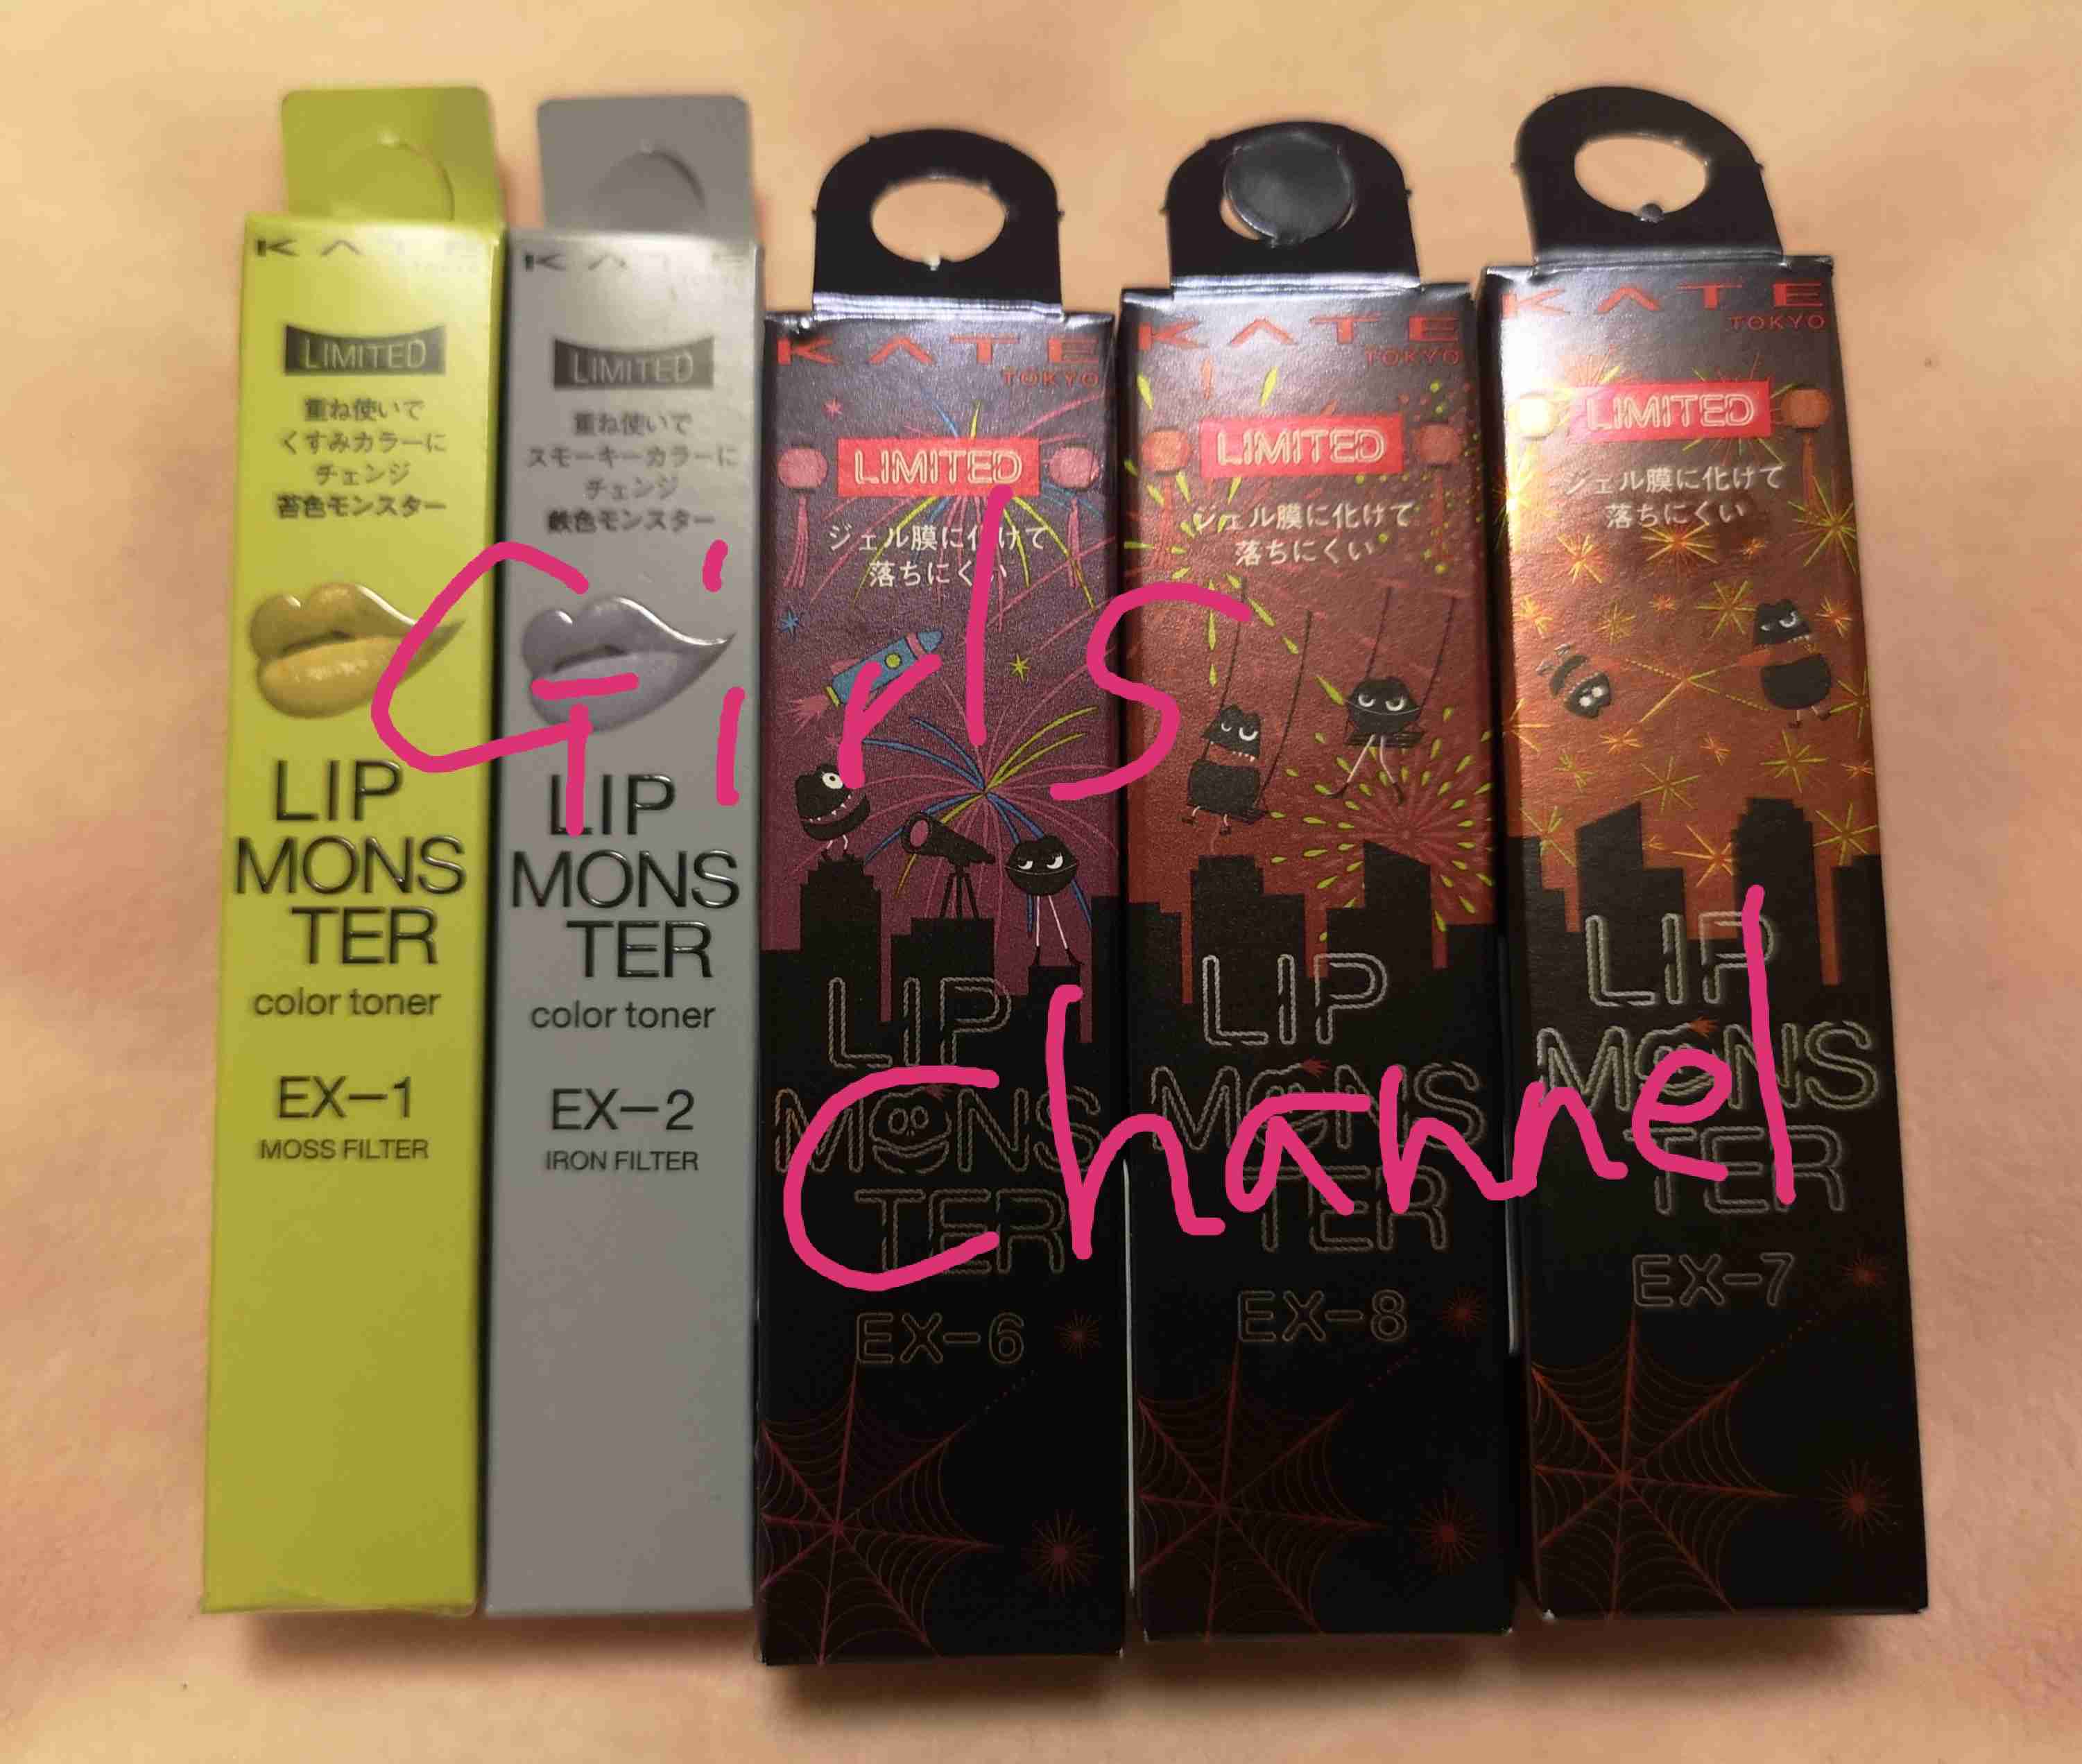 KATE
LIMITED
重ね使いで
くすみカラーに
チェンジ
苔色モンスター
LIP
MONS
TER
color toner
EX-1
MOSS FILTER
KATE
LIMITED
重ね使いで
スモーキーカラーに
チェンジ
鉄色モンスター
LIP
MONS
TER
color toner
EX-2
IRON FILTER
KATE
TOKYO
LIMITED
ジェル膜に化けて
落ちにくい
LIP
MONS
TER
EX-6
KATE
TOKYO
LIMITED
ジェル膜に化けて
落ちにくい
LIP
MONS
TER
EX-8
KATE
TOKYO
LIMITED
ジェル膜に化けて
落ちにくい
LIP
MONS
TER
EX-7
Girls
Channel